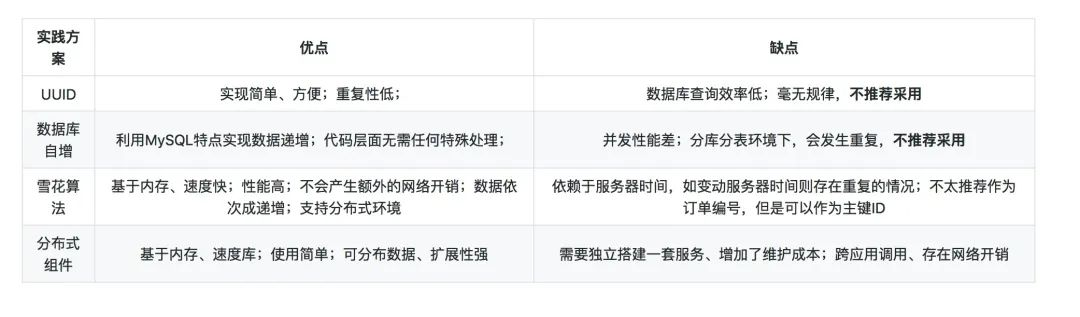 实践方
案
优点
缺点
UUID
实现简单、方便；重复性低；
数据库查询效率低；毫无规律，不推荐采用
数据库
自增
利用MySQL特点实现数据递增；代码层面无需任何特殊处理；
并发性能差；分库分表环境下，会发生重复，不推荐采用
雪花算
法
基于内存、速度快；性能高；不会产生额外的网络开销；数据依
次成递增；支持分布式环境
依赖于服务器时间，如变动服务器时间则存在重复的情况；不太推荐作为
订单编号，但是可以作为主键ID
分布式
组件
基于内存、速度库；使用简单；可分布数据、扩展性强
需要独立搭建一套服务、增加了维护成本；跨应用调用、存在网络开销